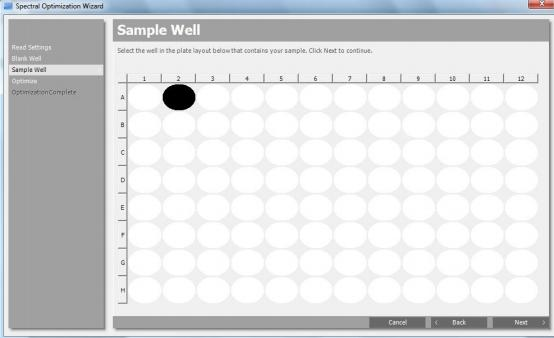 Spectral Optimization Wizard
Sample Well
Read Settings
Blank Well
Sample Well
Optimize
OptimizationComplete
Select the well in the plate layout below that contains your sample. Click Next to continue.
1 2 3 4 5 6 7 8 9 10 11 12
A
B
C
D
E
F
G
H
Cancel < Back Next >